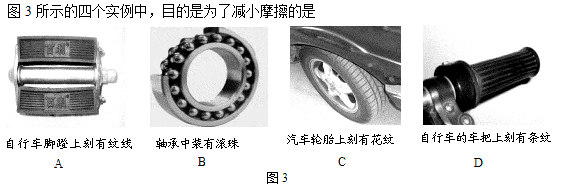 图3所示的四个实例中，目的是为了减小摩擦的是
自行车脚蹬上刻有纹线
轴承中装有滚珠
汽车轮胎上刻有花纹
自行车的车把上刻有条纹
A
B
C
D
图3